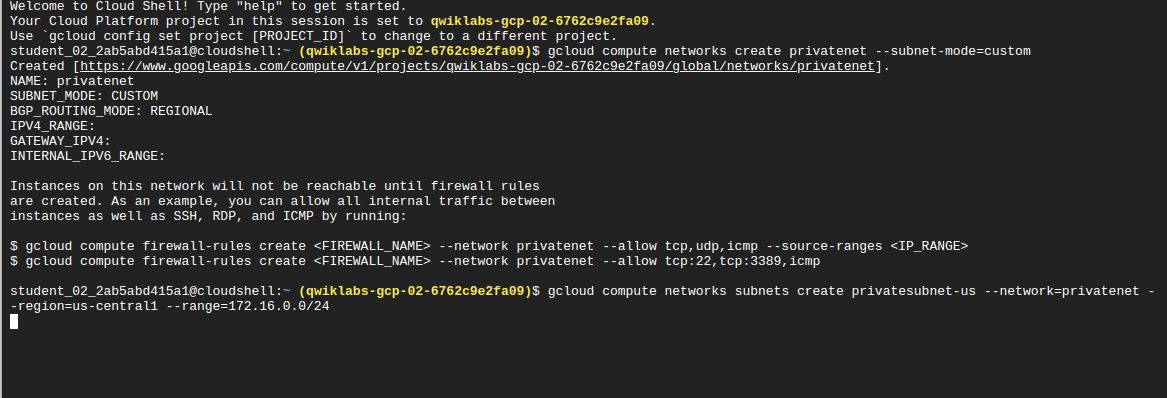 Welcome to Cloud Shell! Type "help" to get started.
Your Cloud Platform project in this session is set to qwiklabs-gcp-02-6762c9e2fa09.
Use `gcloud config set project [PROJECT_ID]` to change to a different project.
student_02_2ab5abd415a1@cloudshell:~ (qwiklabs-gcp-02-6762c9e2fa09)$ gcloud compute networks create privatenet --subnet-mode=custom
Created [https://www.googleapis.com/compute/v1/projects/qwiklabs-gcp-02-6762c9e2fa09/global/networks/privatenet].
NAME: privatenet
SUBNET_MODE: CUSTOM
BGP_ROUTING_MODE: REGIONAL
IPV4_RANGE:
GATEWAY_IPV4:
INTERNAL_IPV6_RANGE:
Instances on this network will not be reachable until firewall rules
are created. As an example, you can allow all internal traffic between
instances as well as SSH, RDP, and ICMP by running:
$ gcloud compute firewall-rules create <FIREWALL_NAME> --network privatenet --allow tcp,udp,icmp --source-ranges <IP_RANGE>
$ gcloud compute firewall-rules create <FIREWALL_NAME> --network privatenet --allow tcp:22,tcp:3389,icmp
student_02_2ab5abd415a1@cloudshell:~ (qwiklabs-gcp-02-6762c9e2fa09)$ gcloud compute networks subnets create privatesubnet-us --network=privatenet -
-region=us-central1 --range=172.16.0.0/24